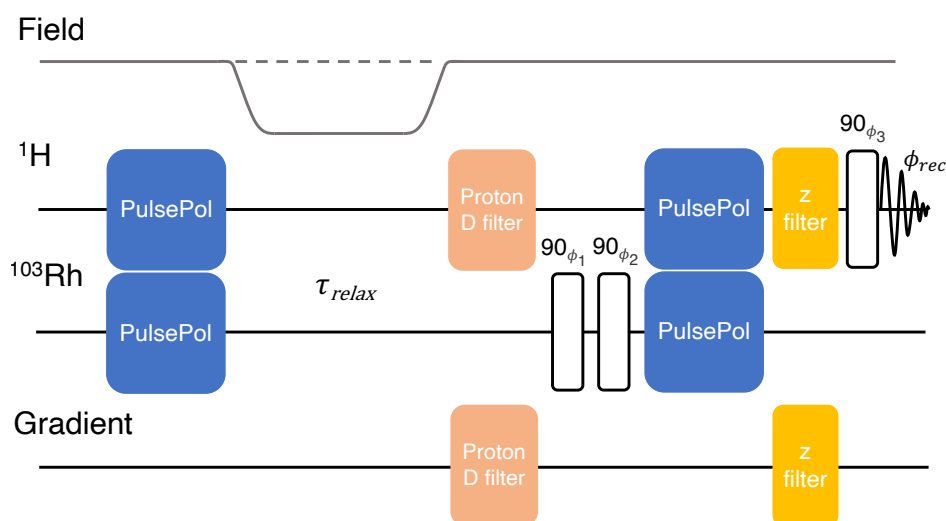 Field
¹H
PulsePol
Proton
D filter
PulsePol
z
filter
90ϕ₃
ϕrec
¹⁰³Rh
PulsePol
τrelax
90ϕ₁
90ϕ₂
PulsePol
Gradient
Proton
D filter
z
filter